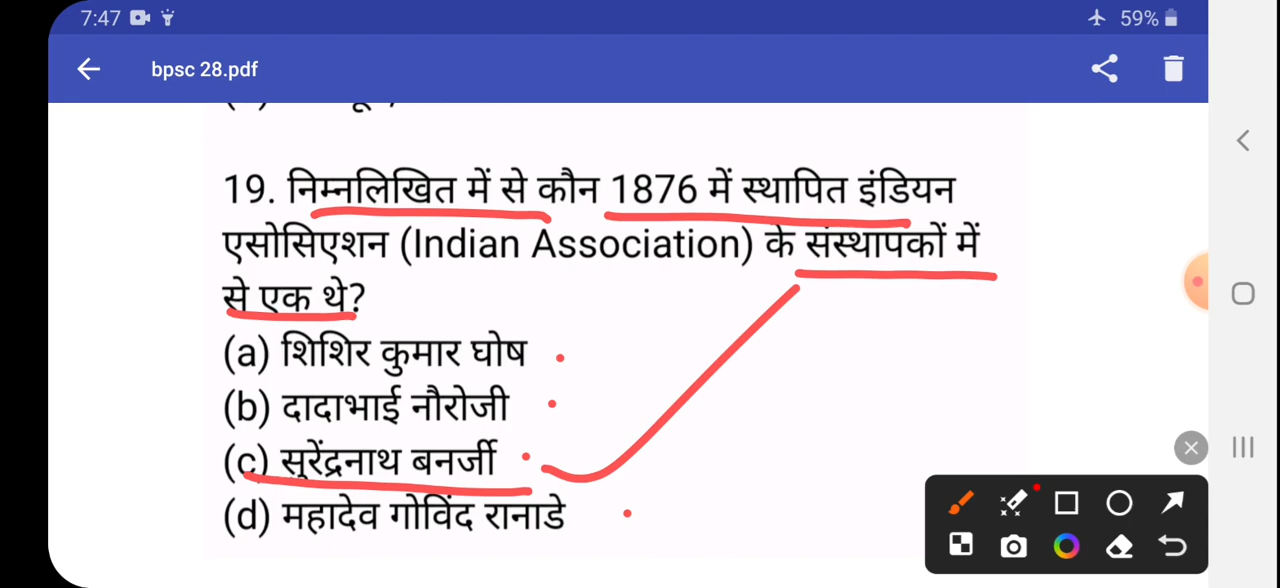 7:47
59%
bpsc 28.pdf
19. निम्नलिखित में से कौन 1876 में स्थापित इंडियन
एसोसिएशन (Indian Association) के संस्थापकों में
से एक थे?
(a) शिशिर कुमार घोष
(b) दादाभाई नौरोजी
(c) सुरेंद्रनाथ बनर्जी
(d) महादेव गोविंद रानाडे